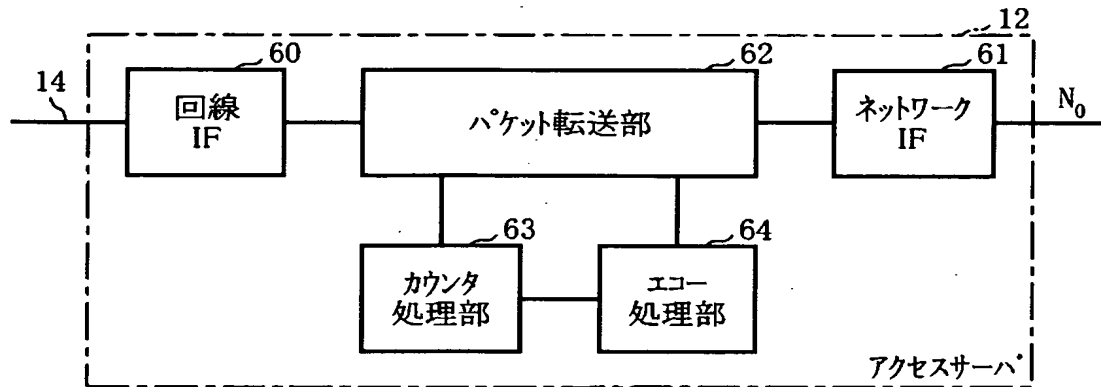 12
60
62
61
14
回線
IF
パケット転送部
ネットワーク
IF
N₀
63
64
カウンタ
処理部
エコー
処理部
アクセスサーバ